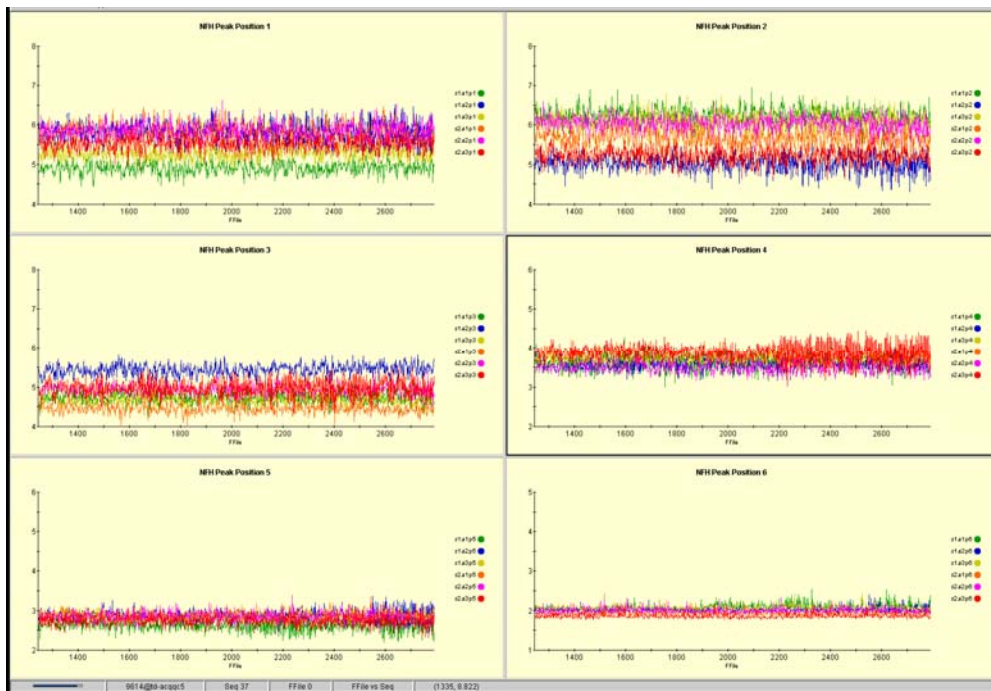 NFH Peak Position 1
8
7
6
5
4
1400 1600 1800 2000 2200 2400 2600
FFile
s1a1p1
s1a2p1
s1a3p1
s2a1p1
s2a2p1
s2a3p1
NFH Peak Position 2
8
7
6
5
4
1400 1600 1800 2000 2200 2400 2600
FFile
s1a1p2
s1a2p2
s1a3p2
s2a1p2
s2a2p2
s2a3p2
NFH Peak Position 3
8
7
6
5
4
1400 1600 1800 2000 2200 2400 2600
FFile
s1a1p3
s1a2p3
s1a3p3
s2a1p3
s2a2p3
s2a3p3
NFH Peak Position 4
6
5
4
3
2
1400 1600 1800 2000 2200 2400 2600
FFile
s1a1p4
s1a2p4
s1a3p4
s2a1p4
s2a2p4
s2a3p4
NFH Peak Position 5
6
5
4
3
2
1400 1600 1800 2000 2200 2400 2600
FFile
NFH Peak Position 6
5
4
3
2
1
1400 1600 1800 2000 2200 2400 2600
FFile
s1a1p6
s1a2p6
s1a3p6
s2a1p6
s2a2p6
s2a3p6
9614@td-acqgc5 Seq 37 FFile 0 FFile vs Seq (1335, 6.822)